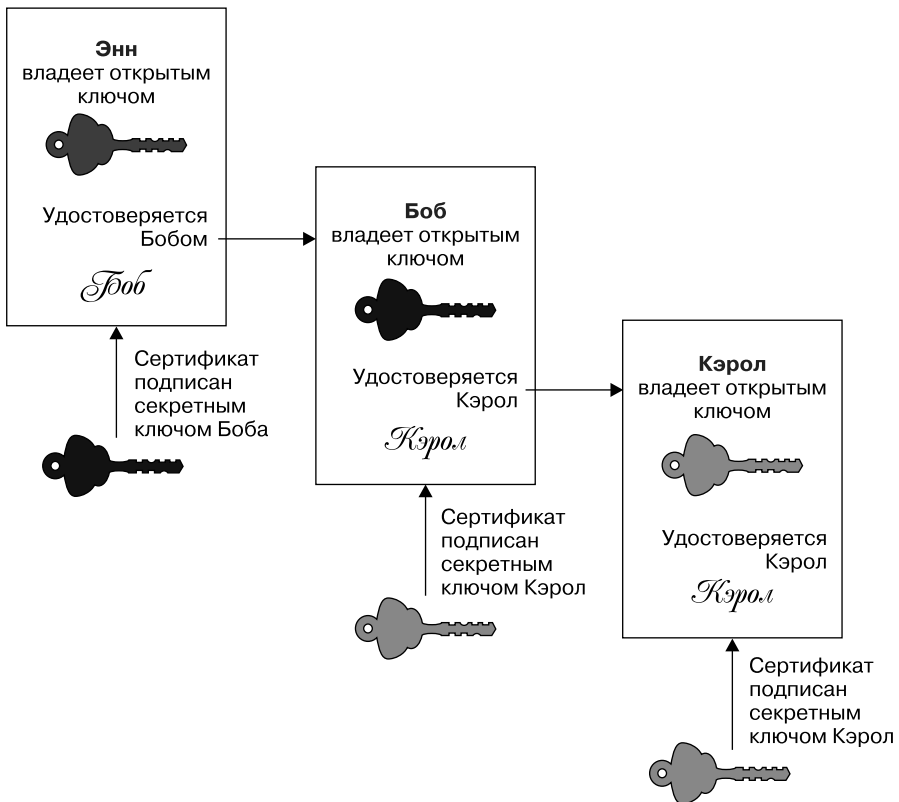 Энн
владеет открытым
ключом
Удостоверяется
Бобом
Боб
Сертификат
подписан
секретным
ключом Боба
Боб
владеет открытым
ключом
Удостоверяется
Кэрол
Кэрол
Сертификат
подписан
секретным
ключом Кэрол
Кэрол
владеет открытым
ключом
Удостоверяется
Кэрол
Кэрол
Сертификат
подписан
секретным
ключом Кэрол